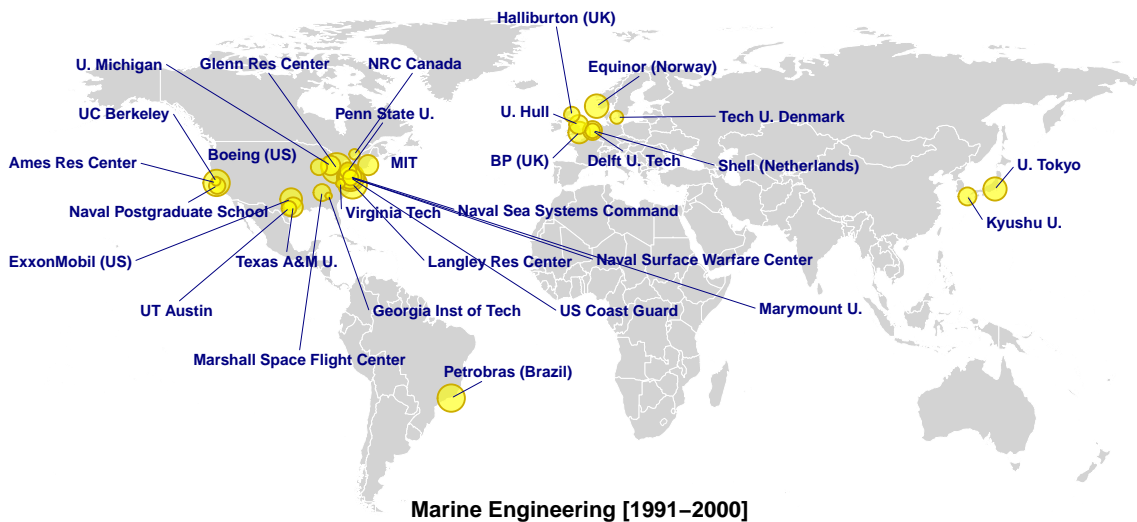 Halliburton (UK)
U. Michigan
Glenn Res Center
NRC Canada
Equinor (Norway)
UC Berkeley
Penn State U.
U. Hull
Tech U. Denmark
Ames Res Center
Boeing (US)
MIT
BP (UK)
Delft U. Tech
Shell (Netherlands)
U. Tokyo
Naval Postgraduate School
Virginia Tech
Naval Sea Systems Command
Kyushu U.
ExxonMobil (US)
Texas A&M U.
Langley Res Center
Naval Surface Warfare Center
UT Austin
Georgia Inst of Tech
US Coast Guard
Marymount U.
Marshall Space Flight Center
Petrobras (Brazil)
Marine Engineering [1991−2000]